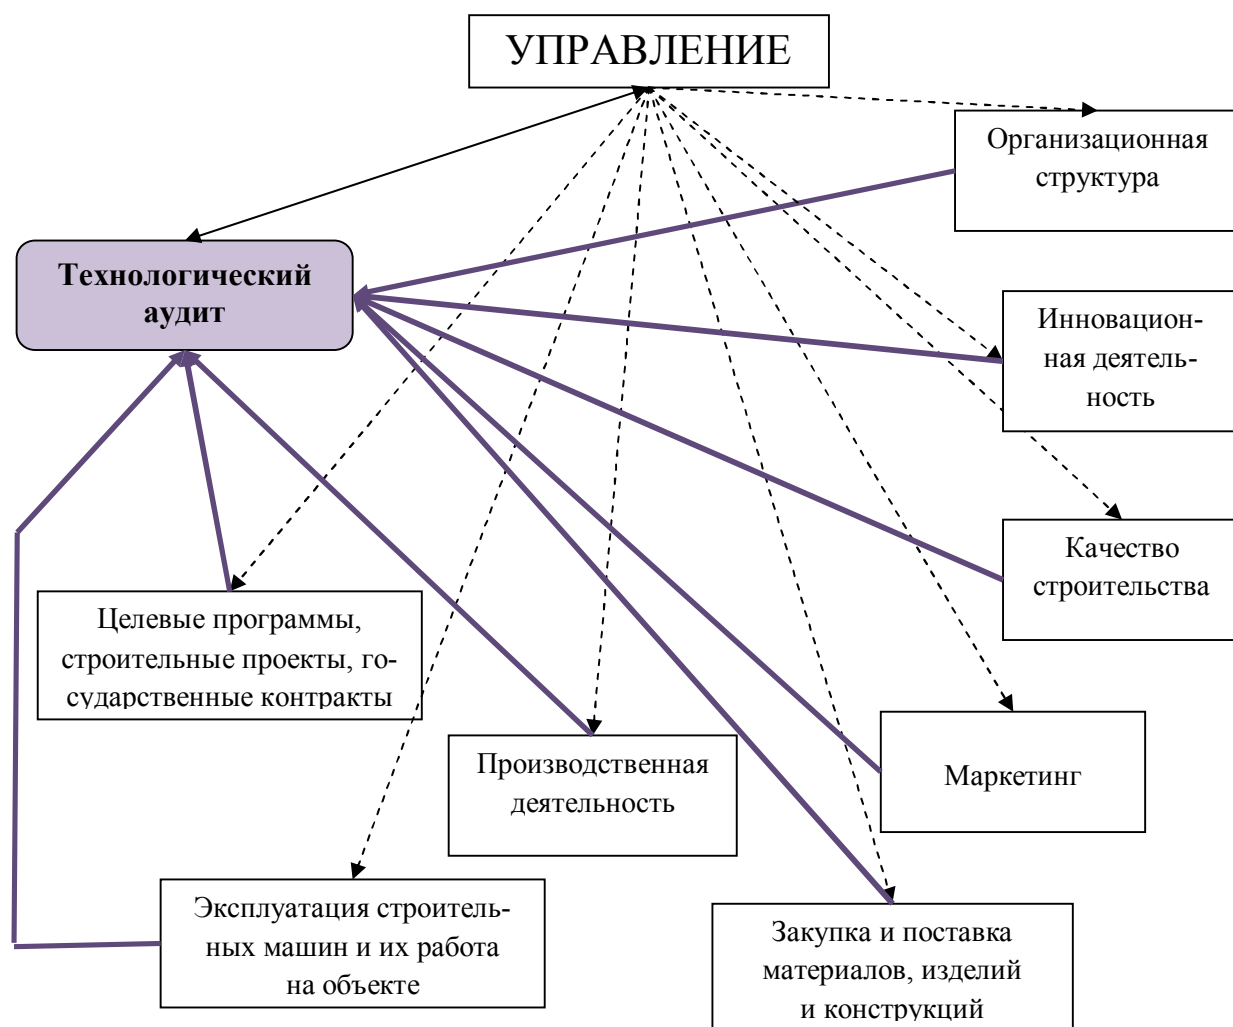 УПРАВЛЕНИЕ
Организационная
структура
Технологический
аудит
Инновацион-
ная деятель-
ность
Качество
строительства
Целевые программы,
строительные проекты, го-
сударственные контракты
Производственная
деятельность
Маркетинг
Эксплуатация строитель-
ных машин и их работа
на объекте
Закупка и поставка
материалов, изделий
и конструкций